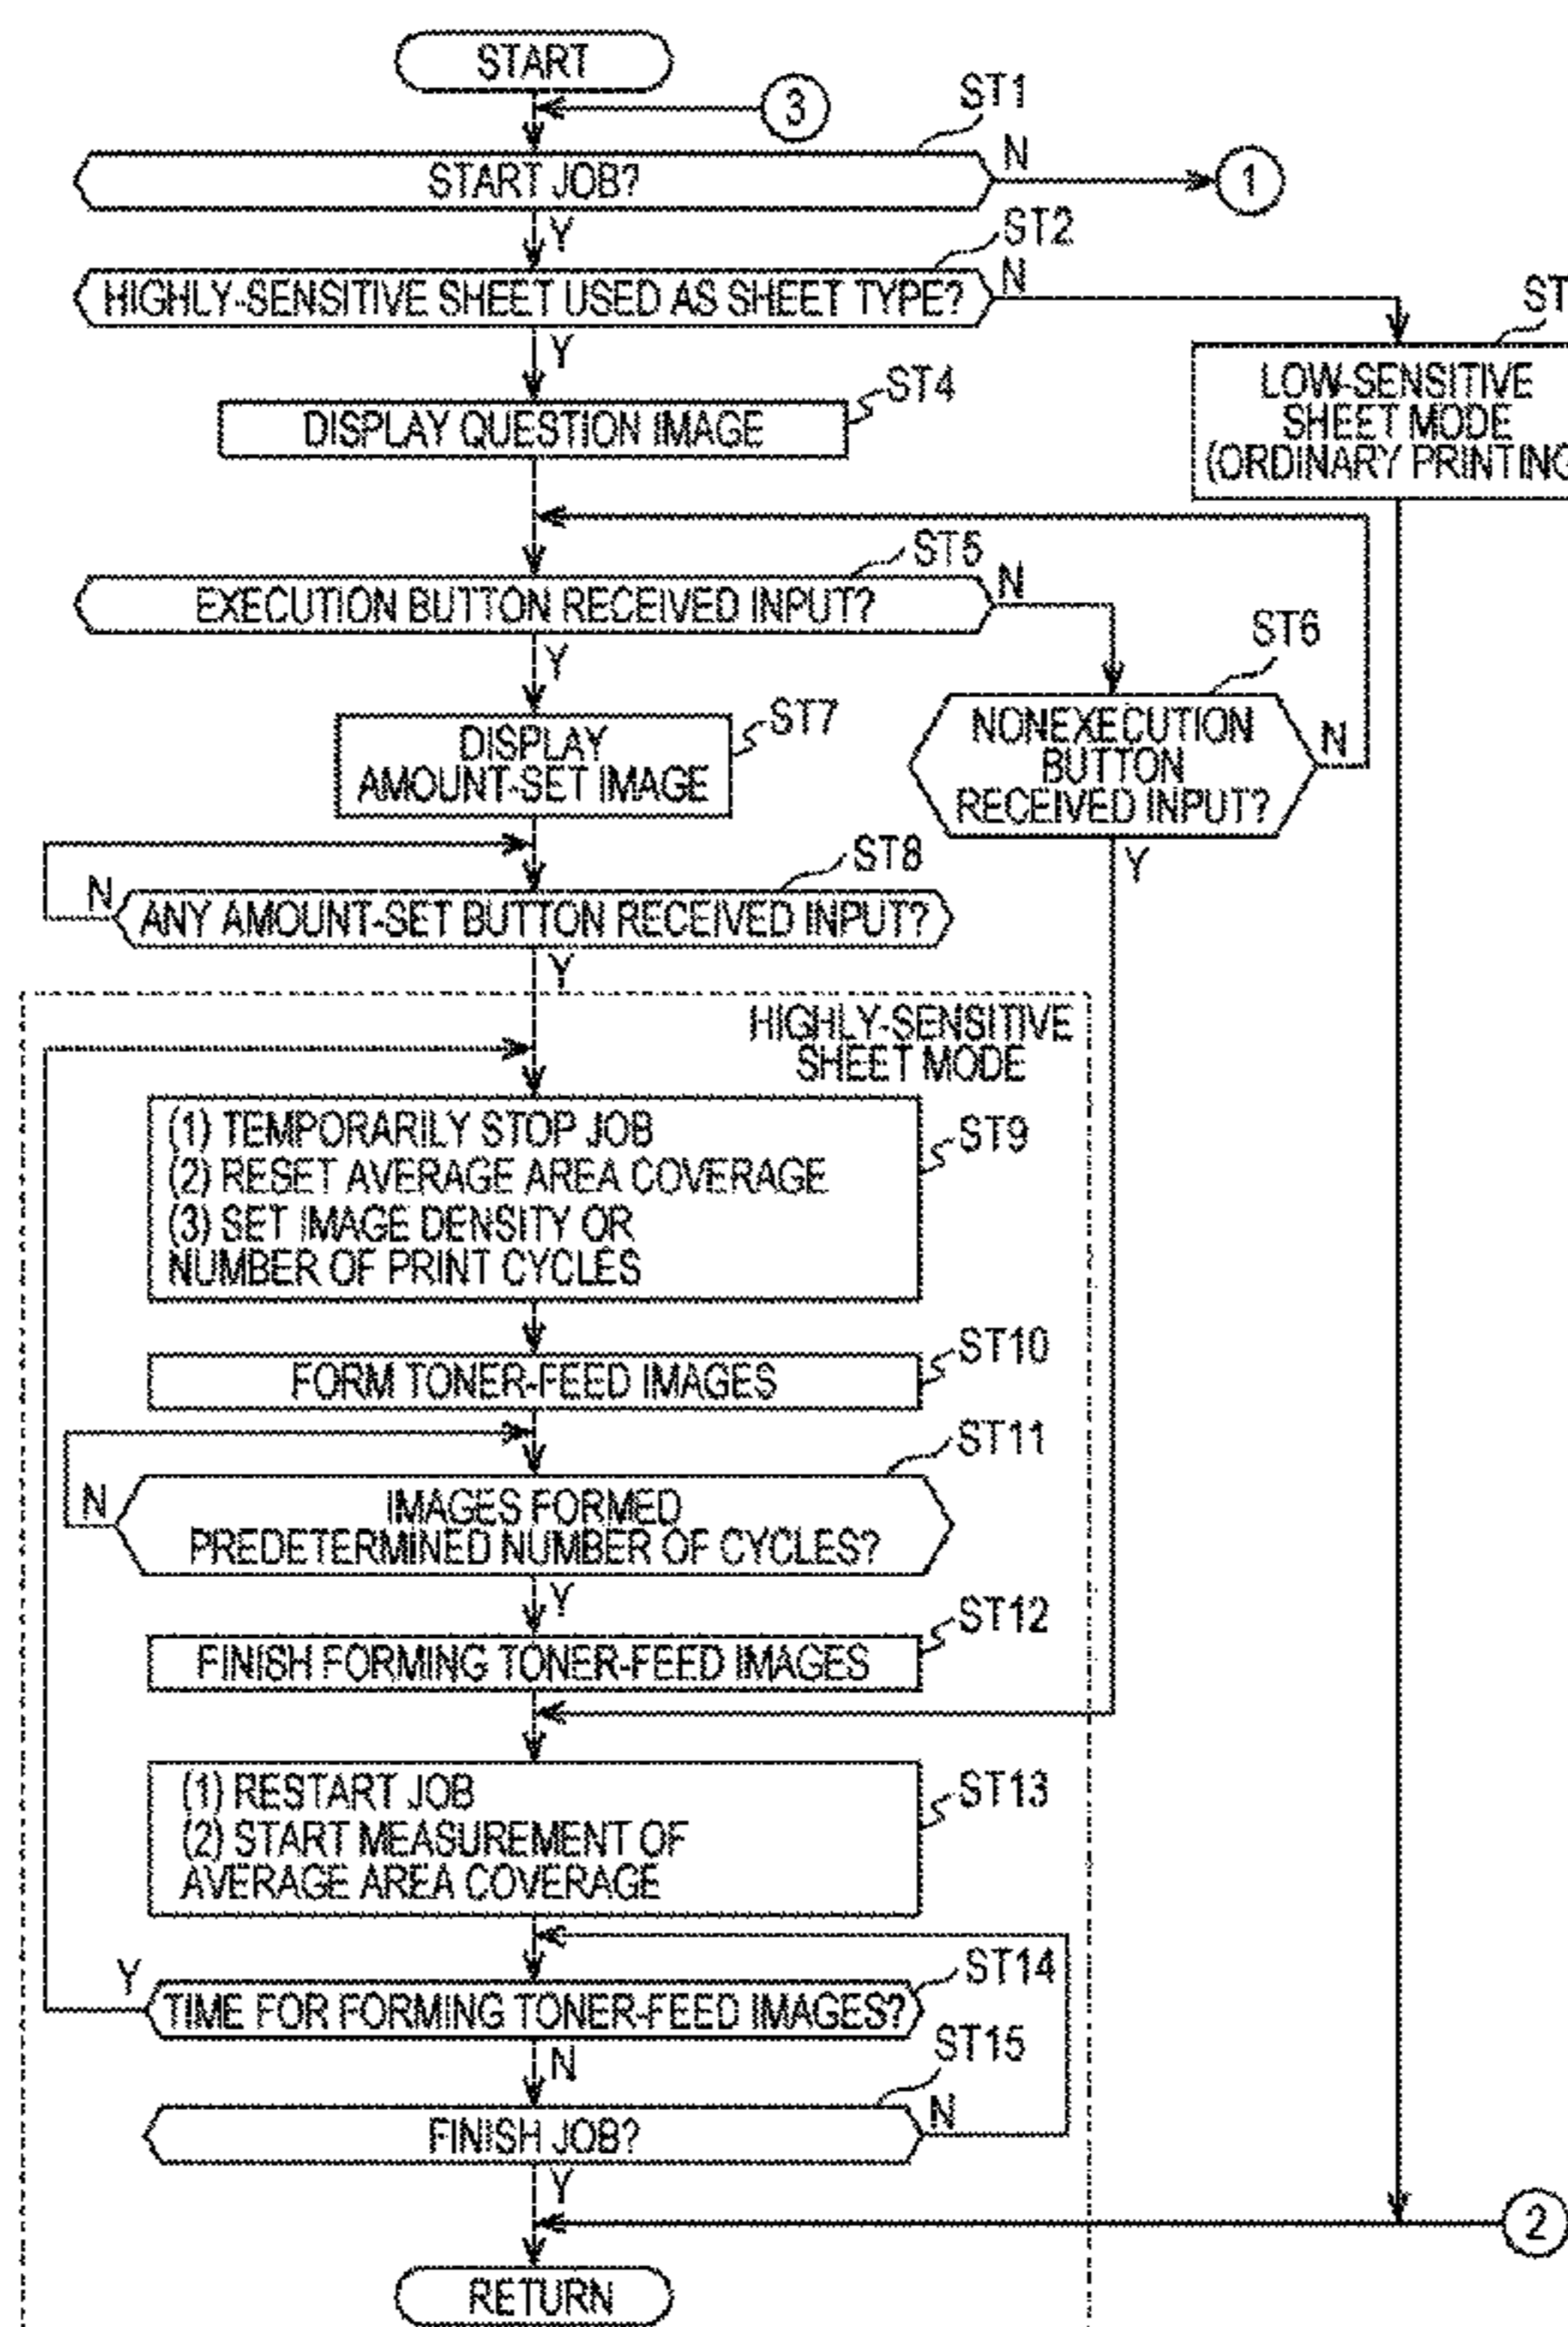 START
3
ST1
START JOB?
N
1
Y
ST2
HIGHLY-SENSITIVE SHEET USED AS SHEET TYPE?
N
Y
ST
LOW-SENSITIVE
SHEET MODE
(ORDINARY PRINTING
ST4
DISPLAY QUESTION IMAGE
ST5
EXECUTION BUTTON RECEIVED INPUT?
N
Y
ST6
NONEXECUTION
BUTTON
RECEIVED INPUT?
N
Y
ST7
DISPLAY
AMOUNT-SET IMAGE
ST8
N
ANY AMOUNT-SET BUTTON RECEIVED INPUT?
Y
HIGHLY-SENSITIVE
SHEET MODE
(1) TEMPORARILY STOP JOB
(2) RESET AVERAGE AREA COVERAGE
(3) SET IMAGE DENSITY OR
NUMBER OF PRINT CYCLES
ST9
ST10
FORM TONER-FEED IMAGES
ST11
N
IMAGES FORMED
PREDETERMINED NUMBER OF CYCLES?
Y
ST12
FINISH FORMING TONER-FEED IMAGES
(1) RESTART JOB
(2) START MEASUREMENT OF
AVERAGE AREA COVERAGE
ST13
Y
ST14
TIME FOR FORMING TONER-FEED IMAGES?
N
ST15
FINISH JOB?
N
Y
2
RETURN